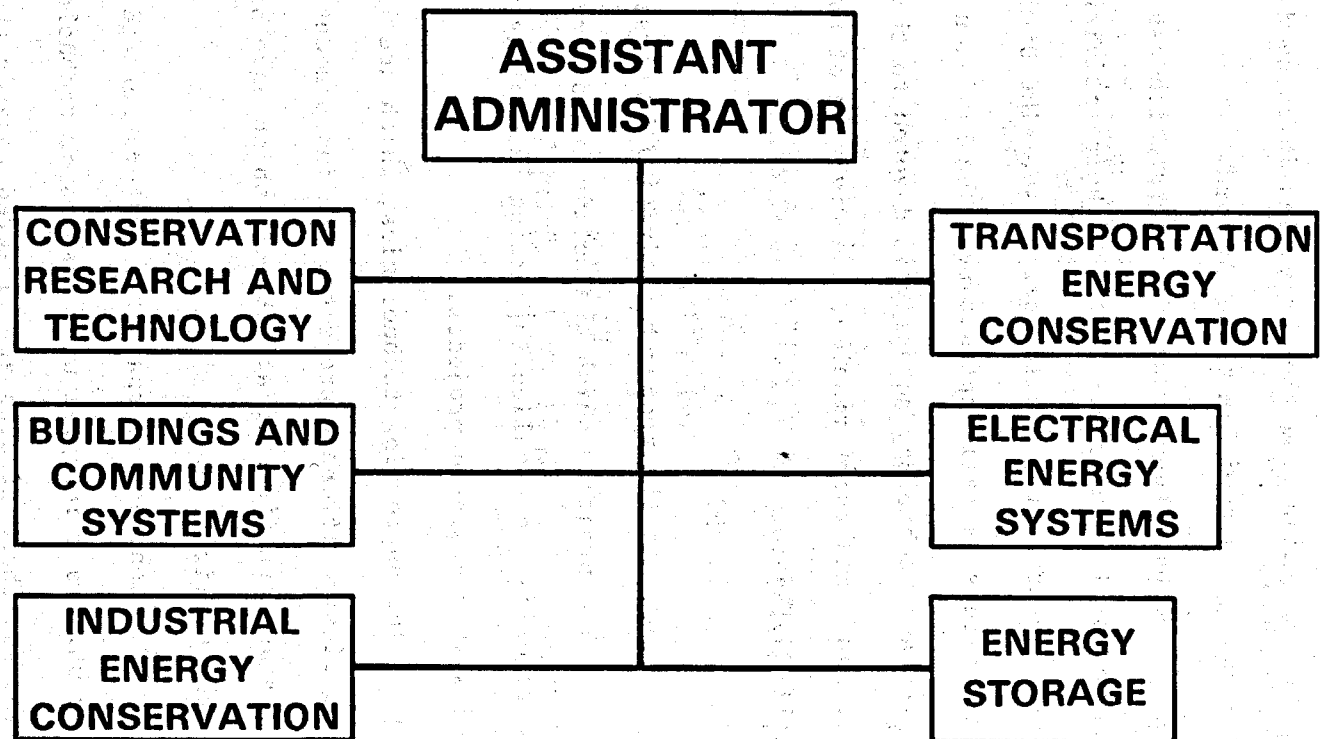 ASSISTANT
ADMINISTRATOR
CONSERVATION
RESEARCH AND
TECHNOLOGY
TRANSPORTATION
ENERGY
CONSERVATION
BUILDINGS AND
COMMUNITY
SYSTEMS
ELECTRICAL
ENERGY
SYSTEMS
INDUSTRIAL
ENERGY
CONSERVATION
ENERGY
STORAGE